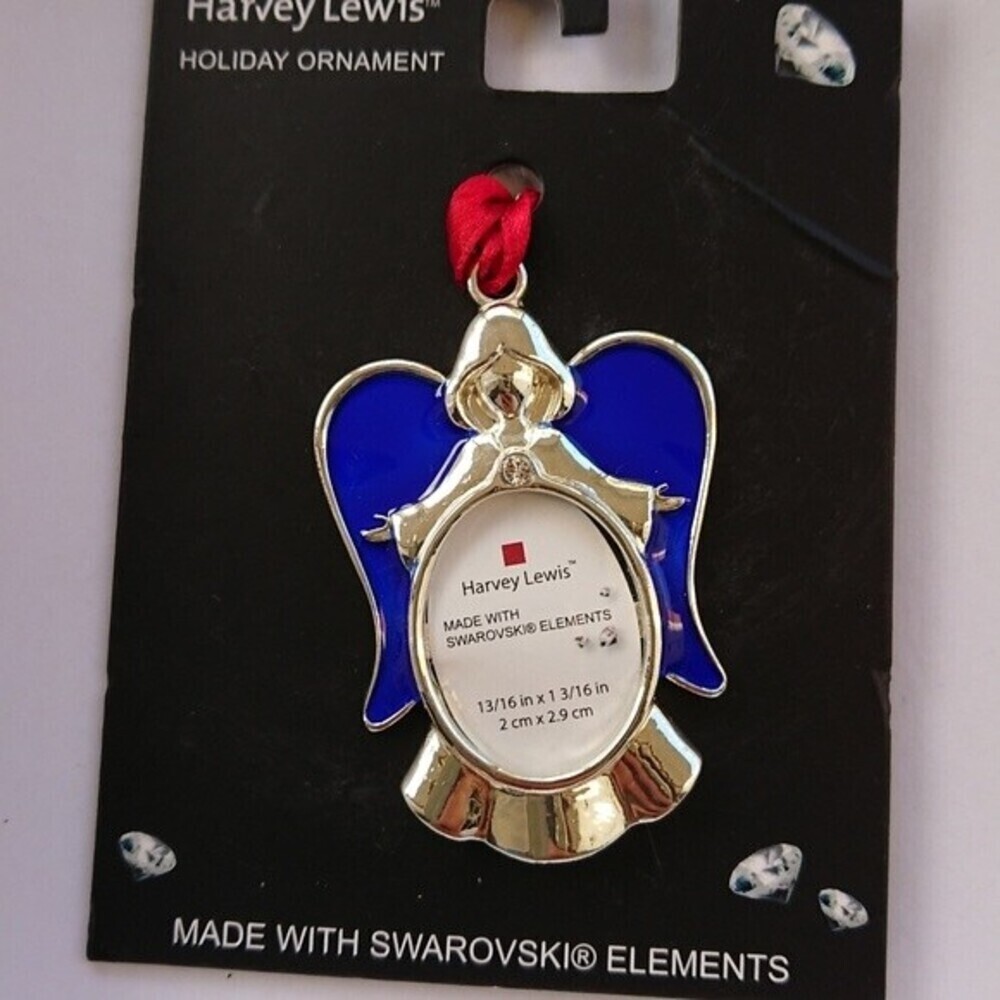 Harvey Lewis™
HOLIDAY ORNAMENT
Harvey Lewis™
MADE WITH
SWAROVSKI® ELEMENTS
13/16 in x 1 3/16 in
2 cm x 2.9 cm
MADE WITH SWAROVSKI® ELEMENTS